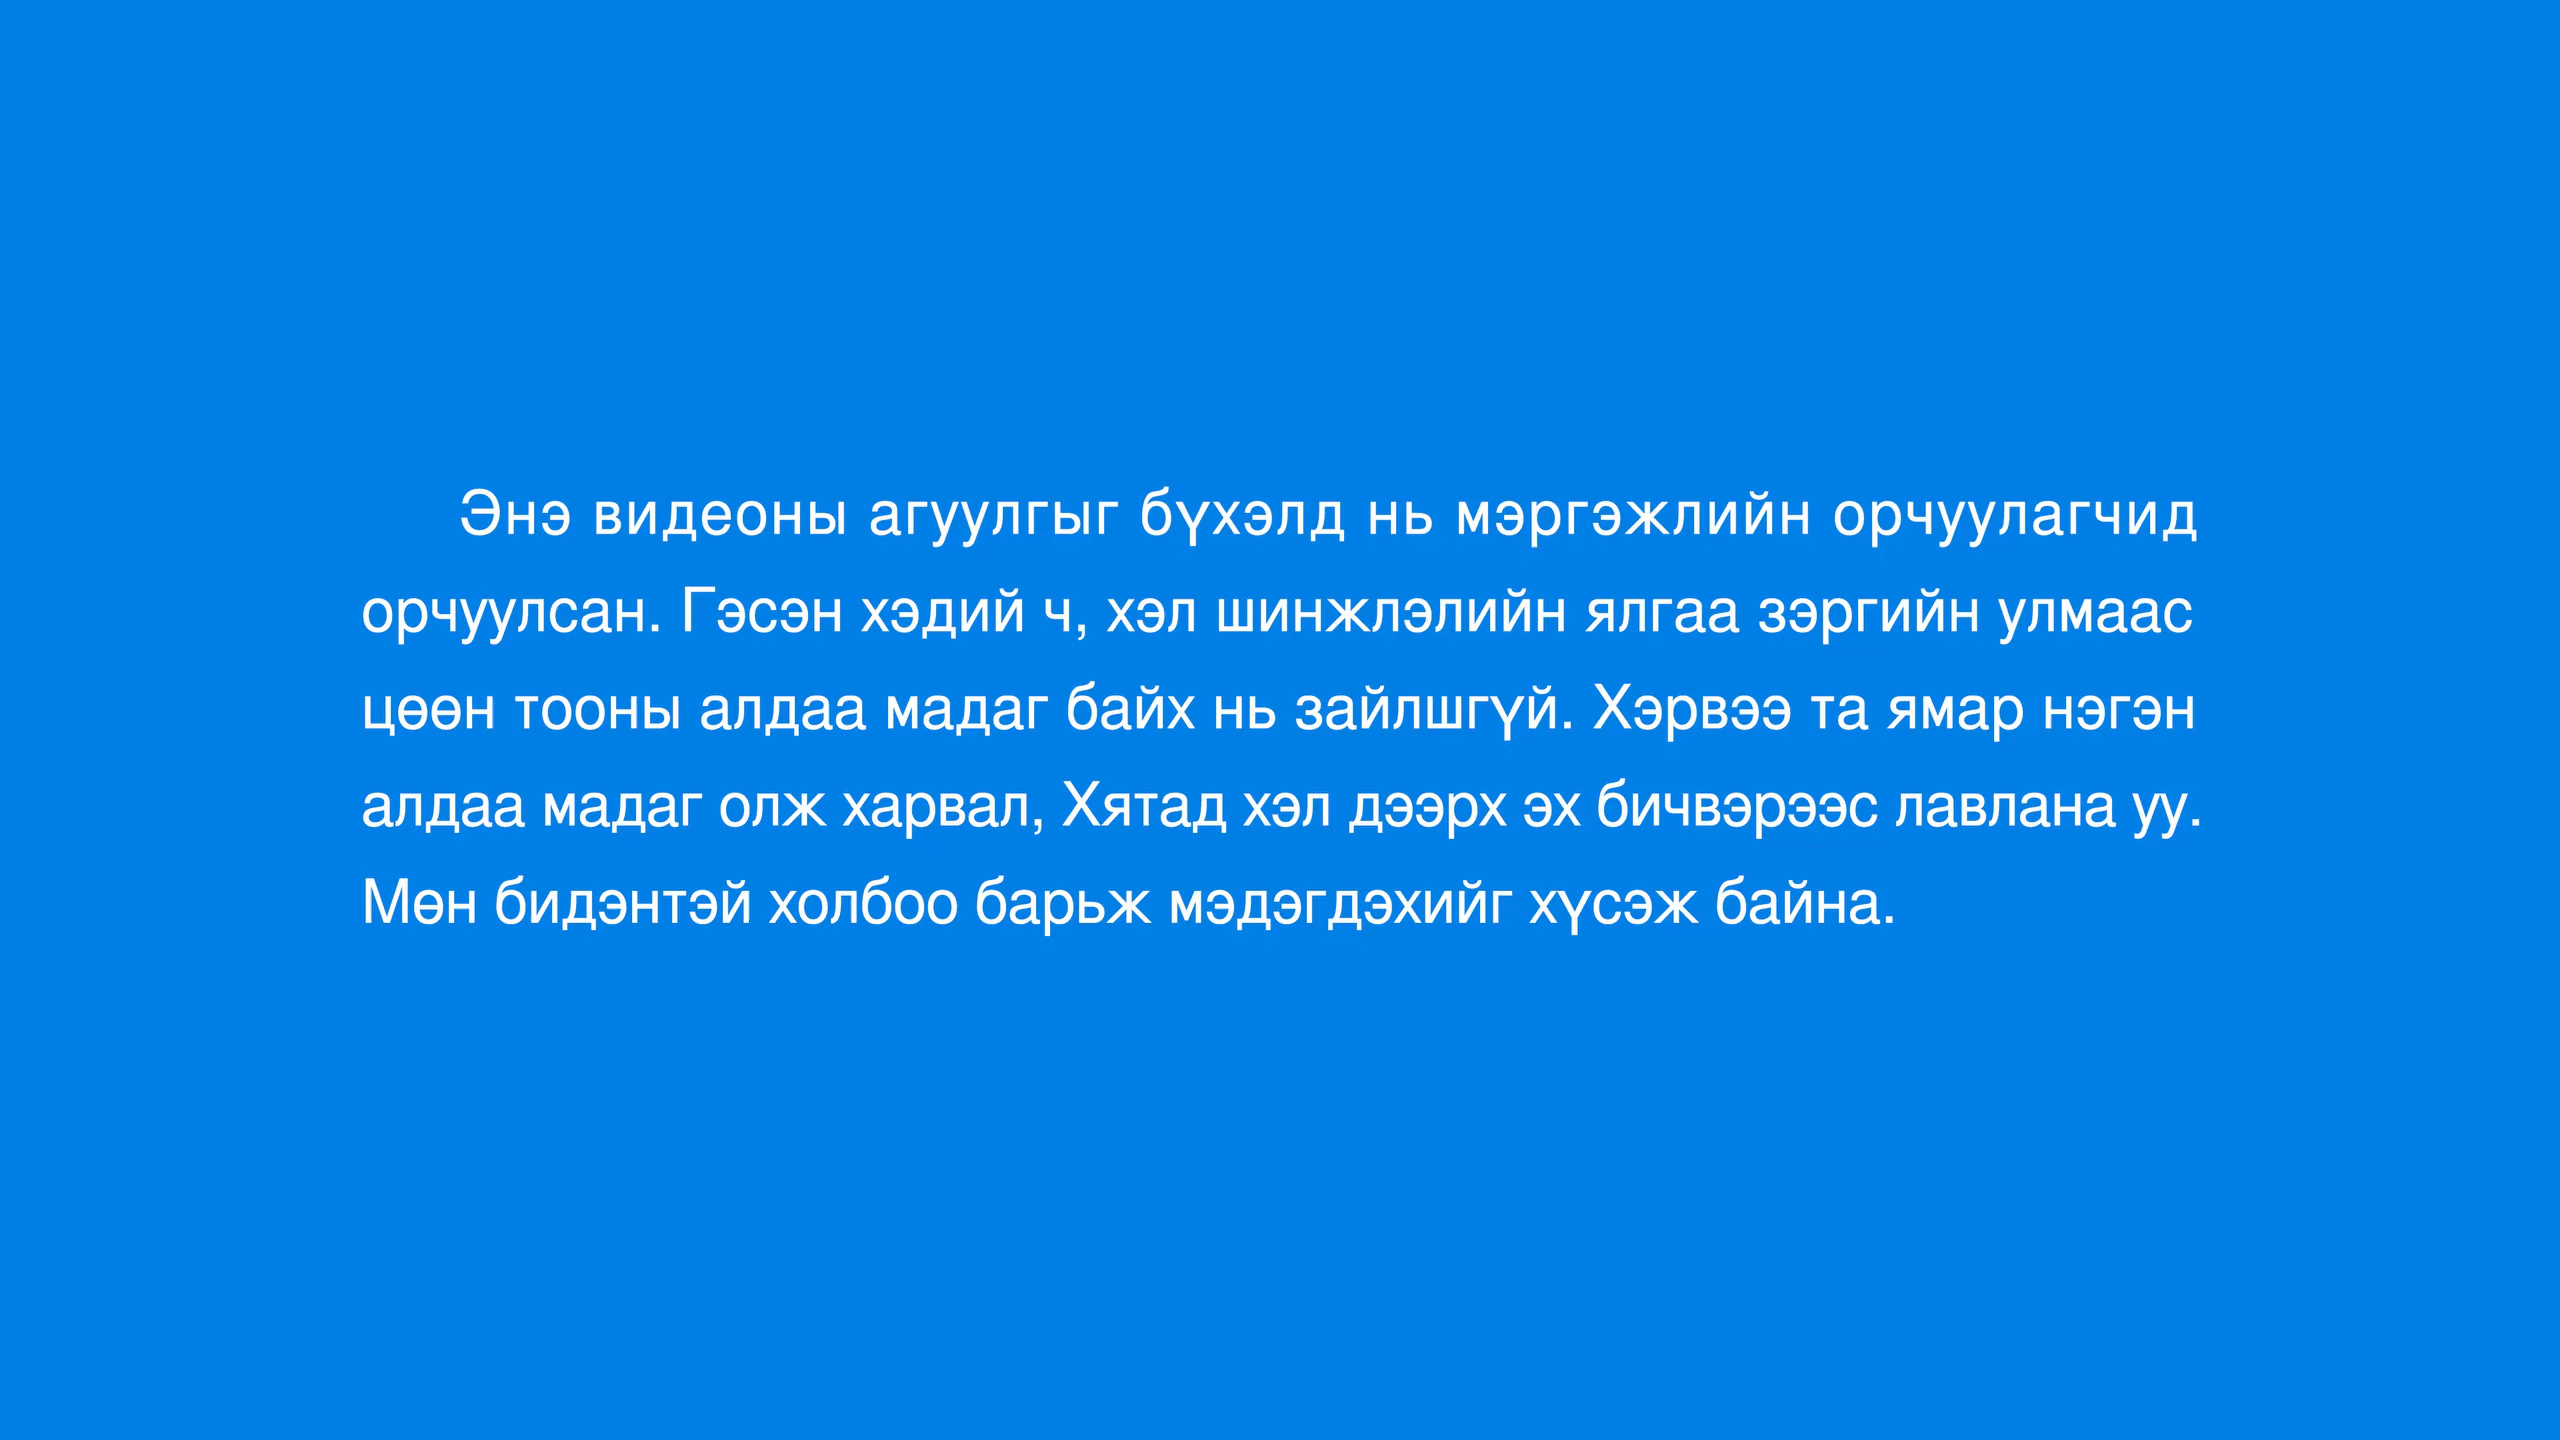 Энэ видеоны агуулгыг бүхэлд нь мэргэжлийн орчуулагчид
орчуулсан. Гэсэн хэдий ч, хэл шинжлэлийн ялгаа зэргийн улмаас
цөөн тооны алдаа мадаг байх нь зайлшгүй. Хэрвээ та ямар нэгэн
алдаа мадаг олж харвал, Хятад хэл дээрх эх бичвэрээс лавлана уу.
Мөн бидэнтэй холбоо барьж мэдэгдэхийг хүсэж байна.